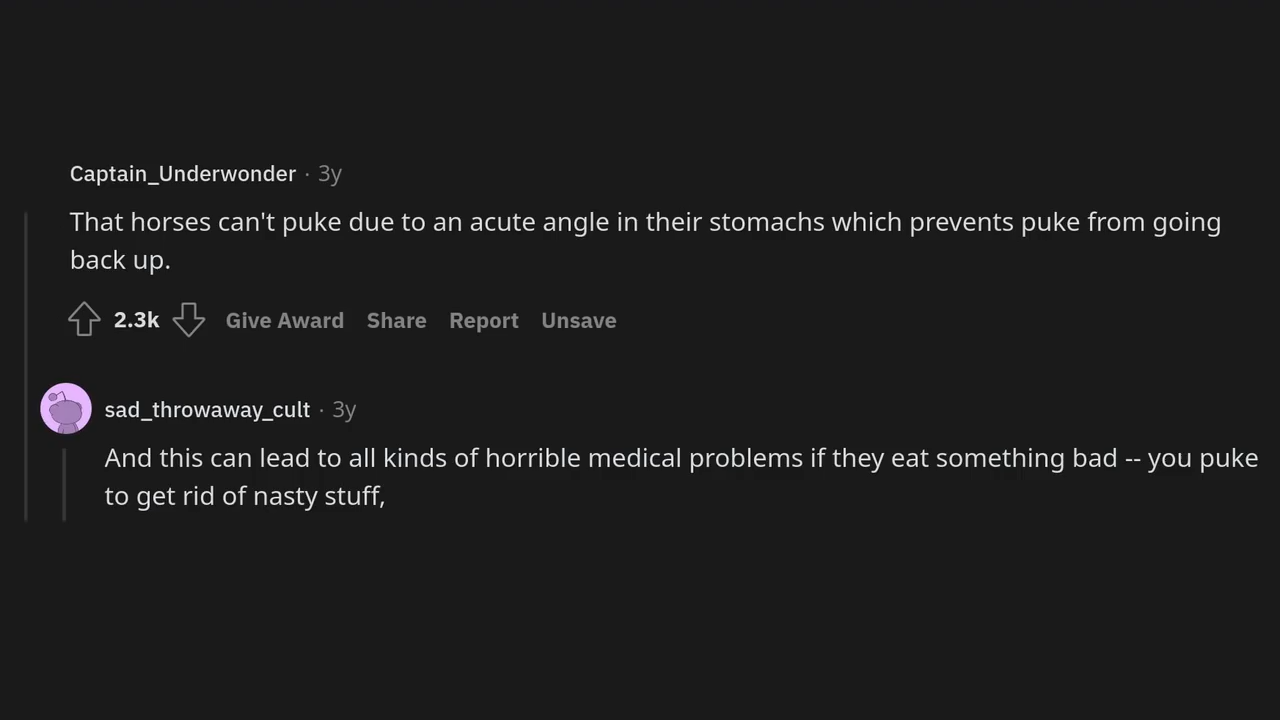 Captain_Underwonder · 3y
That horses can't puke due to an acute angle in their stomachs which prevents puke from going
back up.
2.3k Give Award Share Report Unsave
sad_throwaway_cult · 3y
And this can lead to all kinds of horrible medical problems if they eat something bad -- you puke
to get rid of nasty stuff,